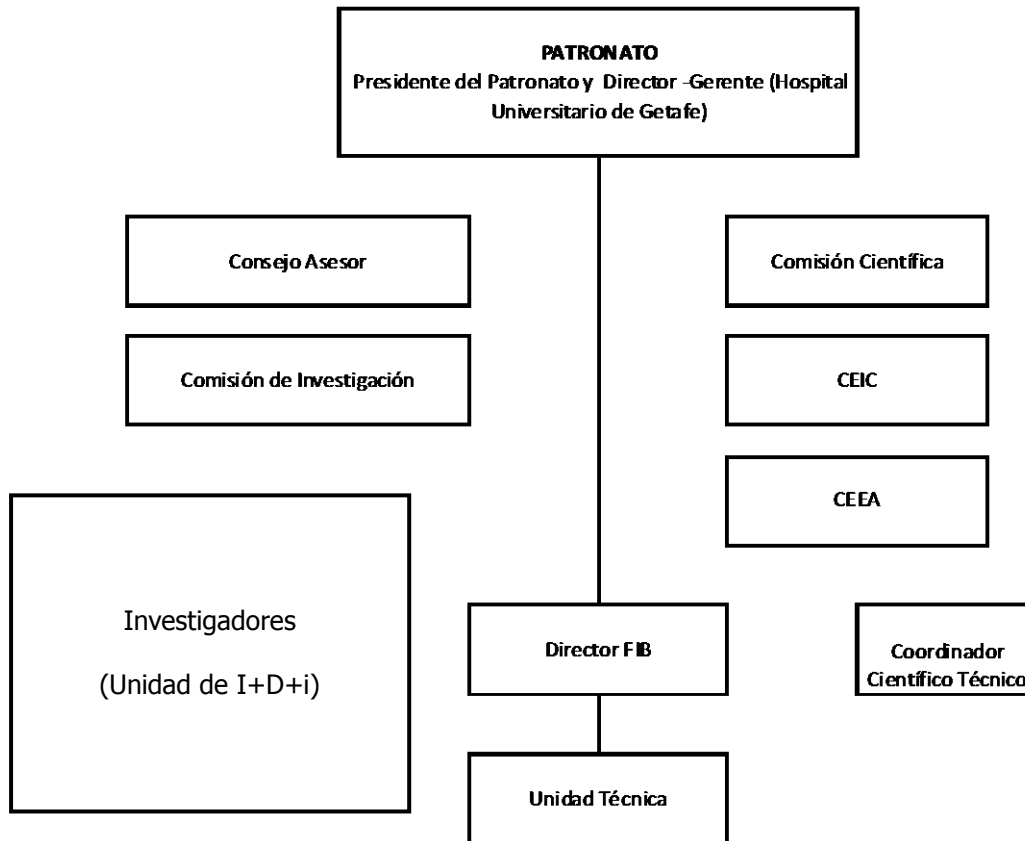 PATRONATO
Presidente del Patronato y Director -Gerente (Hospital
Universitario de Getafe)
Consejo Asesor
Comisión Científica
Comisión de Investigación
CEIC
CEEA
Investigadores
(Unidad de I+D+i)
Director FIB
Coordinador
Científico Técnico
Unidad Técnica